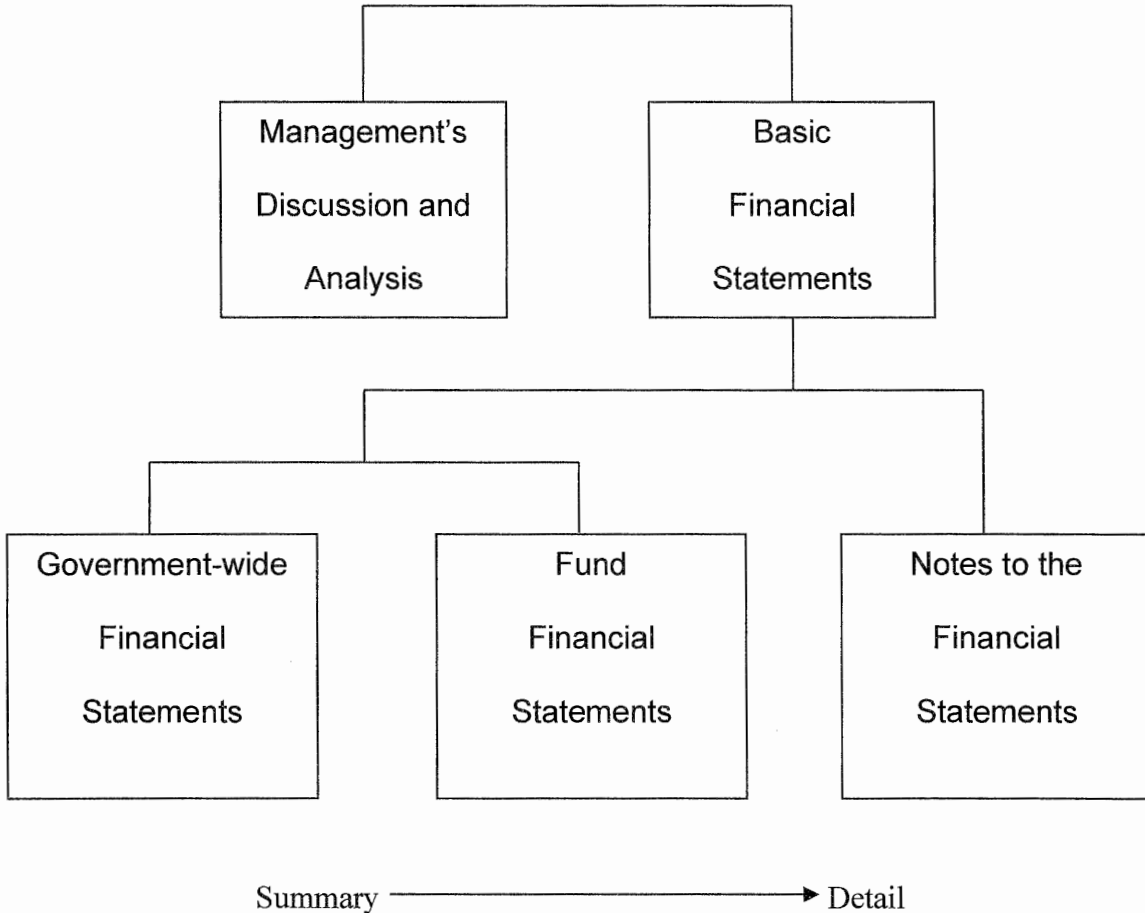 Management's
Discussion and
Analysis
Basic
Financial
Statements
Government-wide
Financial
Statements
Fund
Financial
Statements
Notes to the
Financial
Statements
Summary Detail